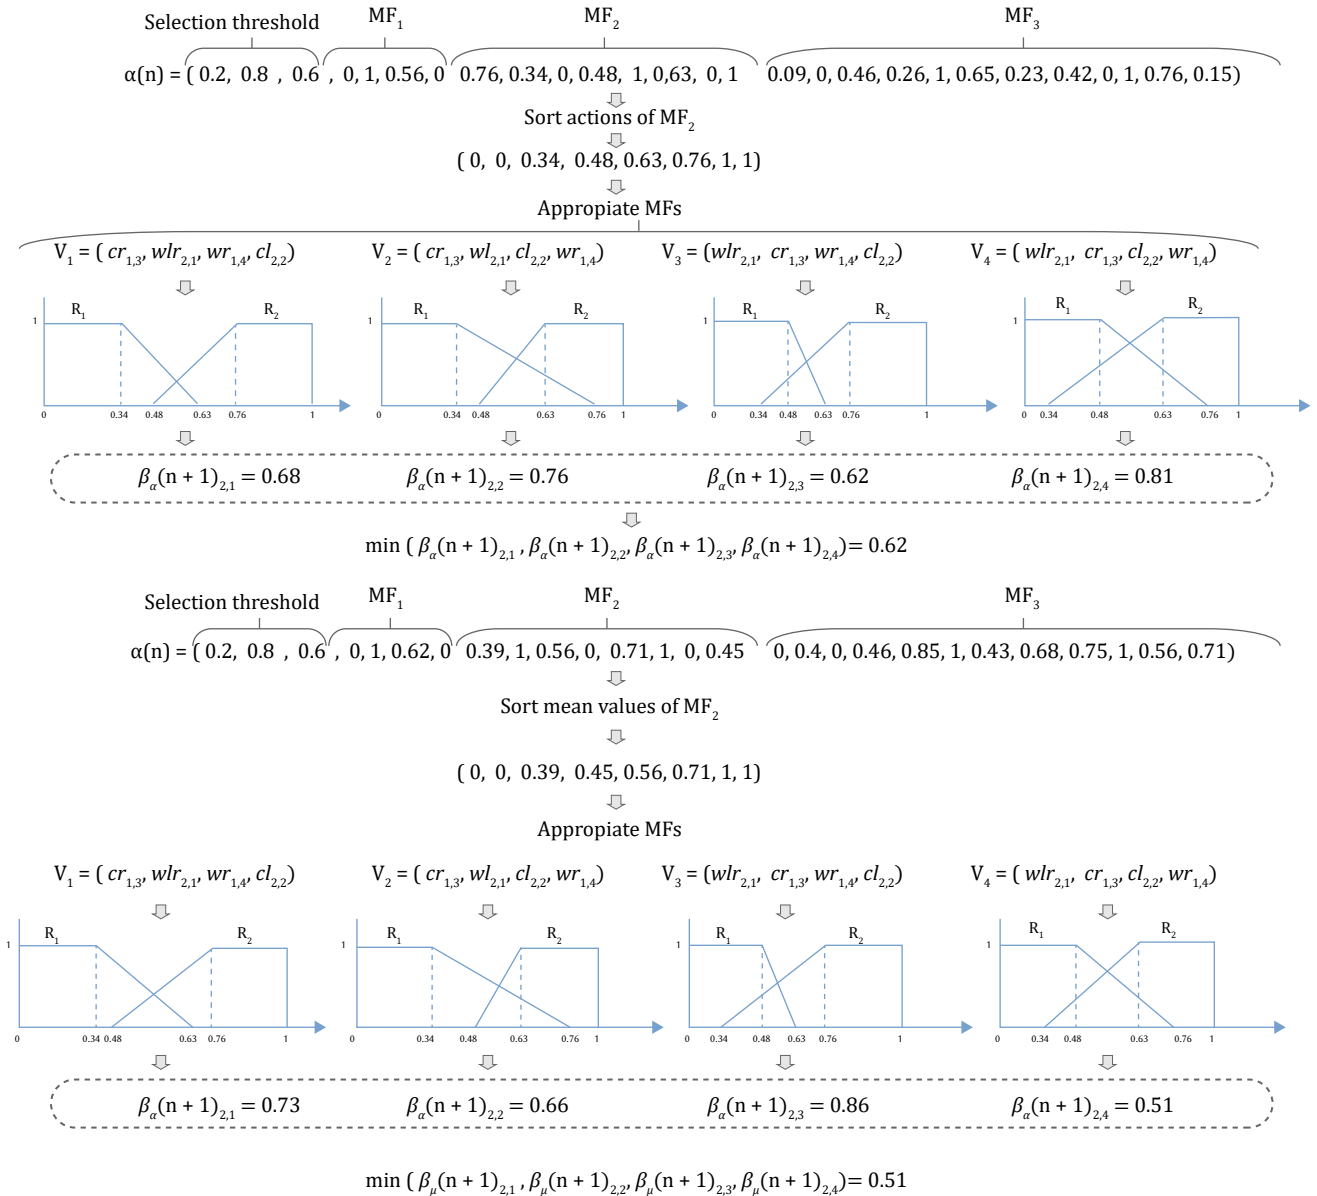 Selection threshold MF1 MF2 MF3
α(n) = ( 0.2, 0.8 , 0.6 , 0, 1, 0.56, 0 0.76, 0.34, 0, 0.48, 1, 0,63, 0, 1 0.09, 0, 0.46, 0.26, 1, 0.65, 0.23, 0.42, 0, 1, 0.76, 0.15)
Sort actions of MF2
( 0, 0, 0.34, 0.48, 0.63, 0.76, 1, 1)
Appropiate MFs
V1 = ( cr1,3, wlr2,1, wr1,4, cl2,2) V2 = ( cr1,3, wl2,1, cl2,2, wr1,4) V3 = (wlr2,1, cr1,3, wr1,4, cl2,2) V4 = ( wlr2,1, cr1,3, cl2,2, wr1,4)
R1 R2 R1 R2 R1 R2 R1 R2
1 1 1 1
0 0.34 0.48 0.63 0.76 1 0 0.34 0.48 0.63 0.76 1 0 0.34 0.48 0.63 0.76 1 0 0.34 0.48 0.63 0.76 1
βα(n + 1)2,1 = 0.68 βα(n + 1)2,2 = 0.76 βα(n + 1)2,3 = 0.62 βα(n + 1)2,4 = 0.81
min ( βα(n + 1)2,1 , βα(n + 1)2,2, βα(n + 1)2,3, βα(n + 1)2,4)= 0.62
Selection threshold MF1 MF2 MF3
α(n) = ( 0.2, 0.8 , 0.6 , 0, 1, 0.62, 0 0.39, 1, 0.56, 0, 0.71, 1, 0, 0.45 0, 0.4, 0, 0.46, 0.85, 1, 0.43, 0.68, 0.75, 1, 0.56, 0.71)
Sort mean values of MF2
( 0, 0, 0.39, 0.45, 0.56, 0.71, 1, 1)
Appropiate MFs
V1 = ( cr1,3, wlr2,1, wr1,4, cl2,2) V2 = ( cr1,3, wl2,1, cl2,2, wr1,4) V3 = (wlr2,1, cr1,3, wr1,4, cl2,2) V4 = ( wlr2,1, cr1,3, cl2,2, wr1,4)
R1 R2 R1 R2 R1 R2 R1 R2
1 1 1 1
0 0.34 0.48 0.63 0.76 1 0 0.34 0.48 0.63 0.76 1 0 0.34 0.48 0.63 0.76 1 0 0.34 0.48 0.63 0.76 1
βα(n + 1)2,1 = 0.73 βα(n + 1)2,2 = 0.66 βα(n + 1)2,3 = 0.86 βα(n + 1)2,4 = 0.51
min ( βμ(n + 1)2,1 , βμ(n + 1)2,2, βμ(n + 1)2,3, βμ(n + 1)2,4)= 0.51